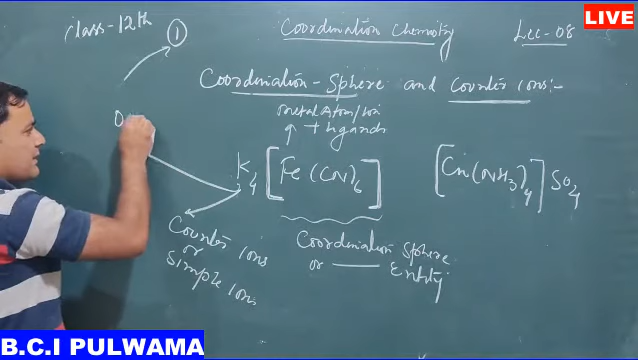 Class-12th
1
Coordination Chemistry
Lec-08
LIVE
Coordination-Sphere and Counter Ions:-
metal Atom/ion
+ ligands
K4 [Fe(CN)6]
[Cu(NH3)4]SO4
Counter ions
or
Simple Ions
Coordination Sphere
or —— Entity
B.C.I PULWAMA